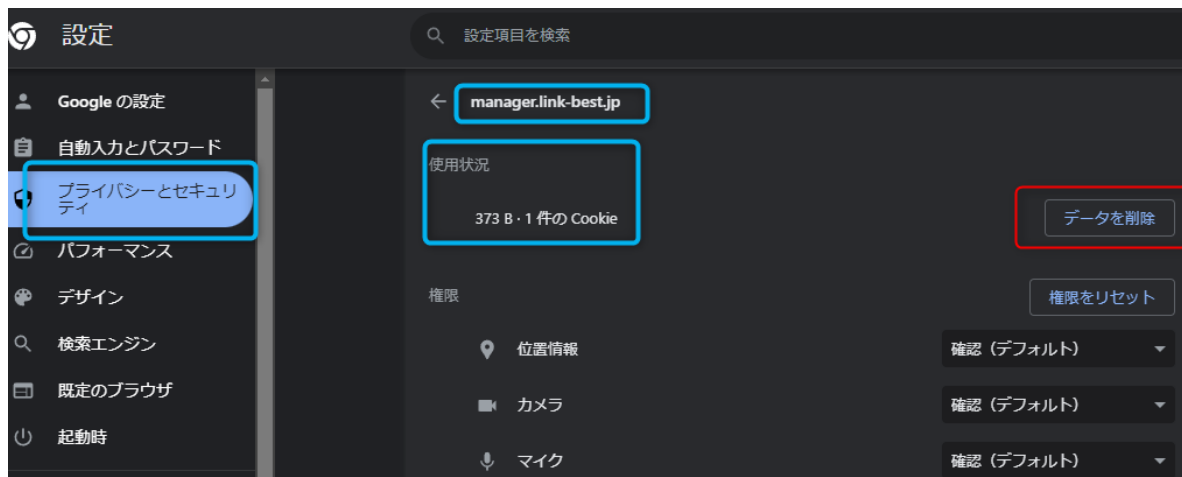 設定
設定項目を検索
Google の設定
自動入力とパスワード
プライバシーとセキュリ
ティ
パフォーマンス
デザイン
検索エンジン
既定のブラウザ
起動時
manager.link-best.jp
使用状況
373 B · 1 件の Cookie
データを削除
権限
権限をリセット
位置情報
確認（デフォルト）
カメラ
確認（デフォルト）
マイク
確認（デフォルト）